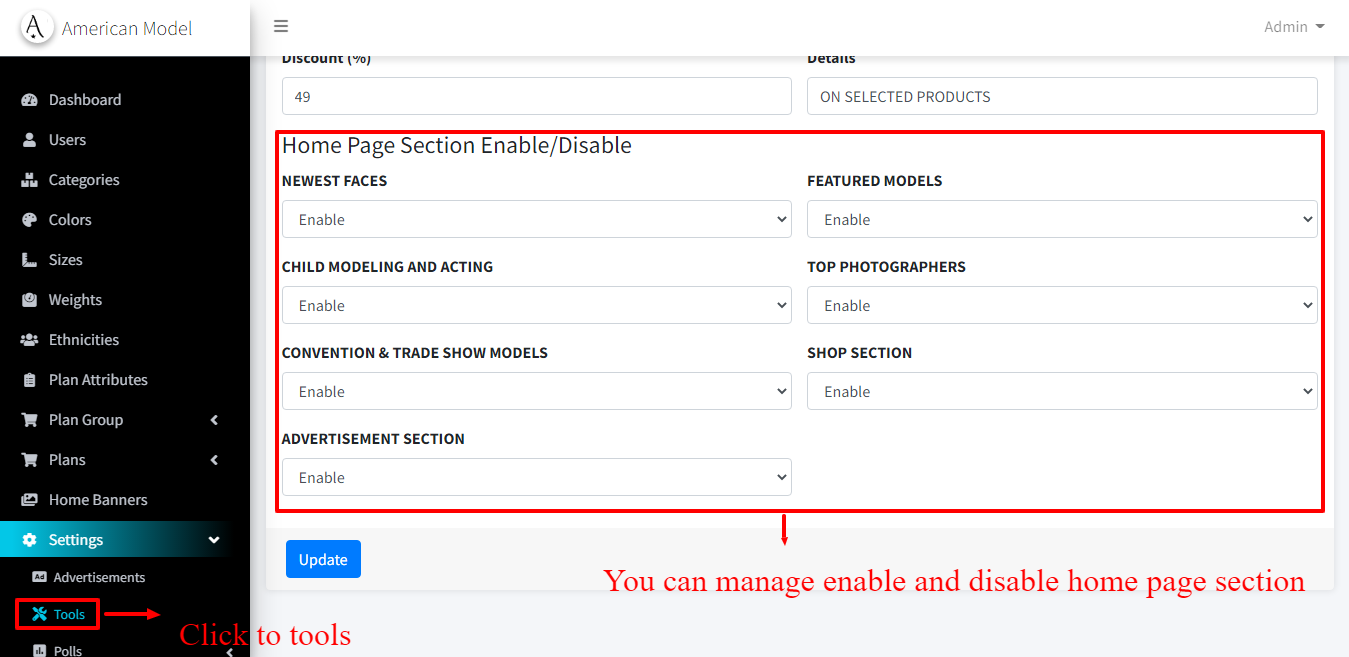 American Model
Admin
Dashboard
Users
Categories
Colors
Sizes
Weights
Ethnicities
Plan Attributes
Plan Group
Plans
Home Banners
Settings
Advertisements
Tools
Polls
Discount (%)
Details
49
ON SELECTED PRODUCTS
Home Page Section Enable/Disable
NEWEST FACES
FEATURED MODELS
Enable
Enable
CHILD MODELING AND ACTING
TOP PHOTOGRAPHERS
Enable
Enable
CONVENTION & TRADE SHOW MODELS
SHOP SECTION
Enable
Enable
ADVERTISEMENT SECTION
Enable
Update
You can manage enable and disable home page section
Click to tools